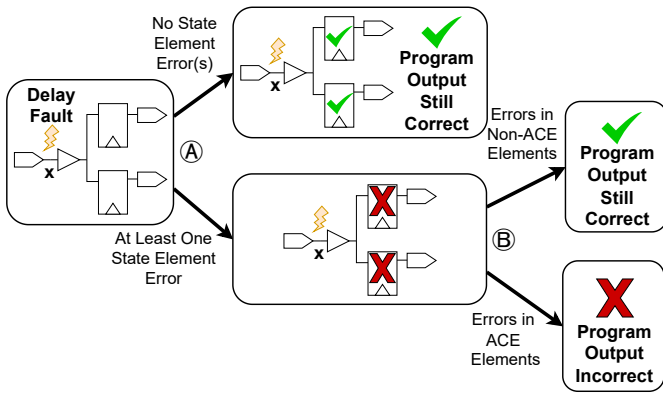 No State
Element
Error(s)
x
Program
Output
Still
Correct
Delay
Fault
x
Ⓐ
At Least One
State Element
Error
x
Ⓑ
Errors in
Non-ACE
Elements
Program
Output
Still
Correct
Errors in
ACE
Elements
Program
Output
Incorrect